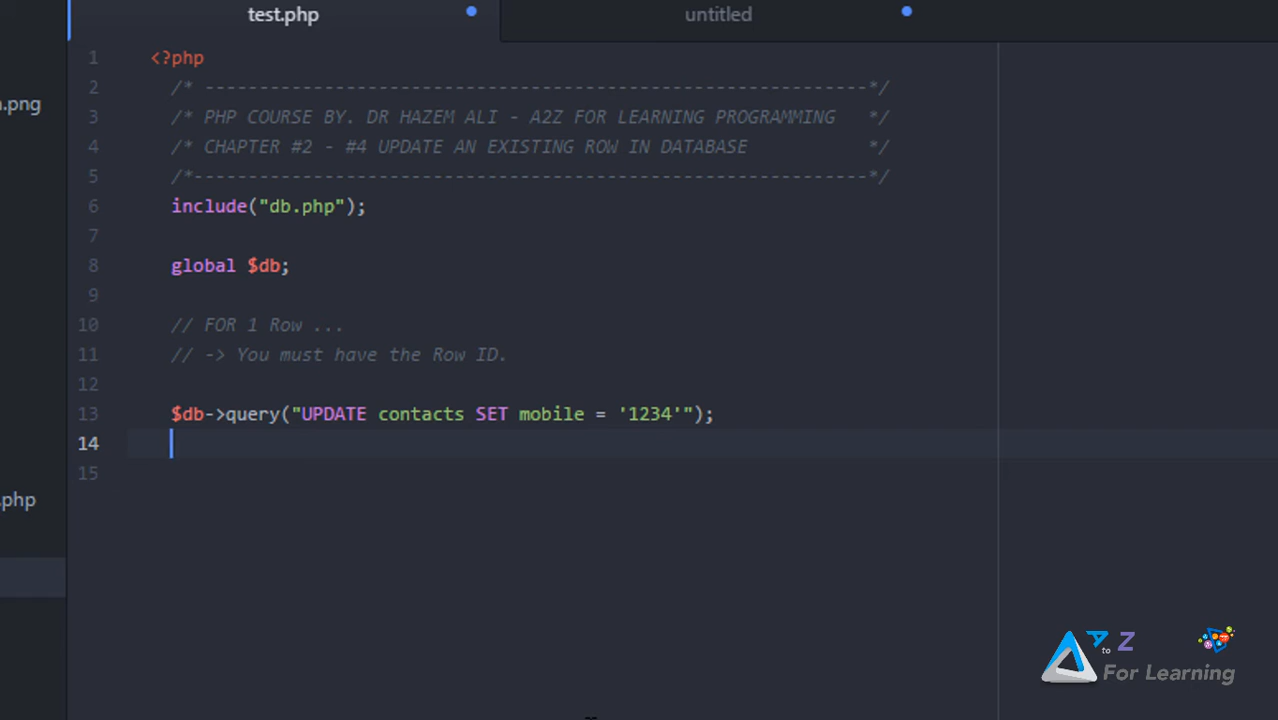 test.php untitled
n.png
1 <?php
2 /* -------------------------------------------------------------*/
3 /* PHP COURSE BY. DR HAZEM ALI - A2Z FOR LEARNING PROGRAMMING */
4 /* CHAPTER #2 - #4 UPDATE AN EXISTING ROW IN DATABASE */
5 /*--------------------------------------------------------------*/
6 include("db.php");
7
8 global $db;
9
10 // FOR 1 Row ...
11 // -> You must have the Row ID.
12
13 $db->query("UPDATE contacts SET mobile = '1234'");
14
15
.php
A to Z
For Learning